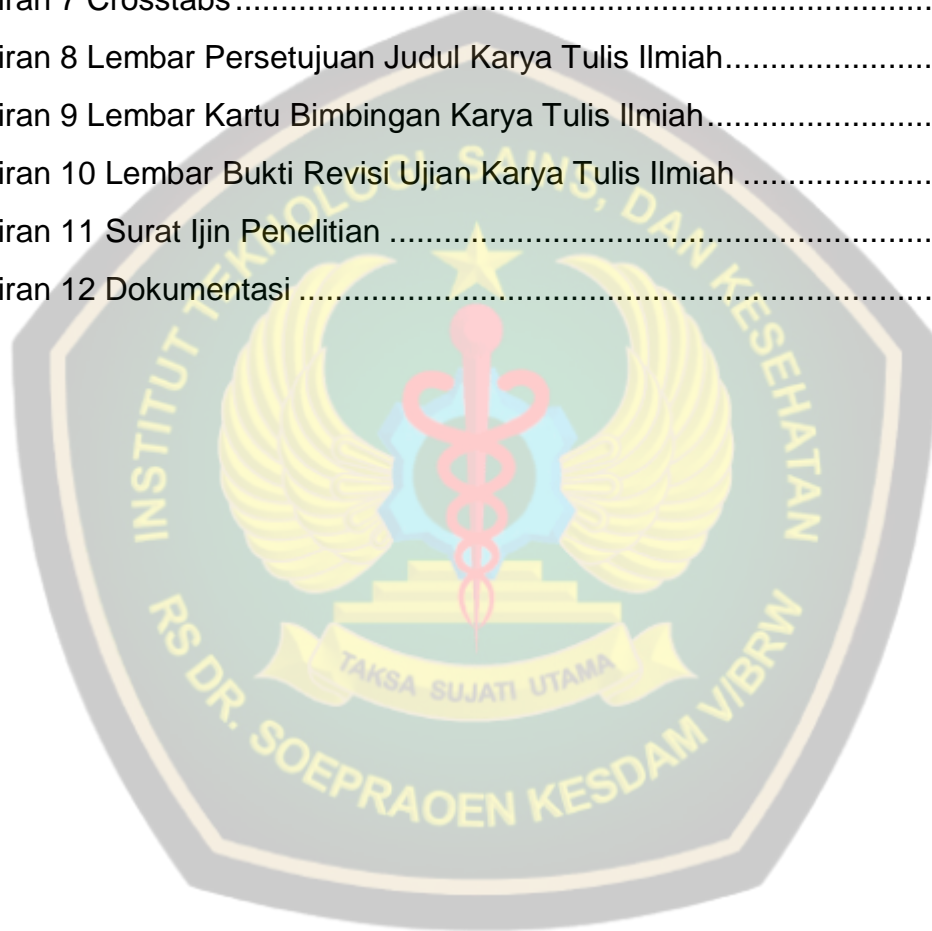 iran 7 Crosstabs..........................................................................
iran 8 Lembar Persetujuan Judul Karya Tulis Ilmiah.......................
iran 9 Lembar Kartu Bimbingan Karya Tulis Ilmiah.........................
iran 10 Lembar Bukti Revisi Ujian Karya Tulis Ilmiah .....................
iran 11 Surat Ijin Penelitian ..............................................................
iran 12 Dokumentasi ........................................................................
INSTITUT TEKNOLOGI, SAINS, DAN KESEHATAN
TAKSA SUJATI UTAMA
RS DR. SOEPRAOEN KESDAM V/BRW